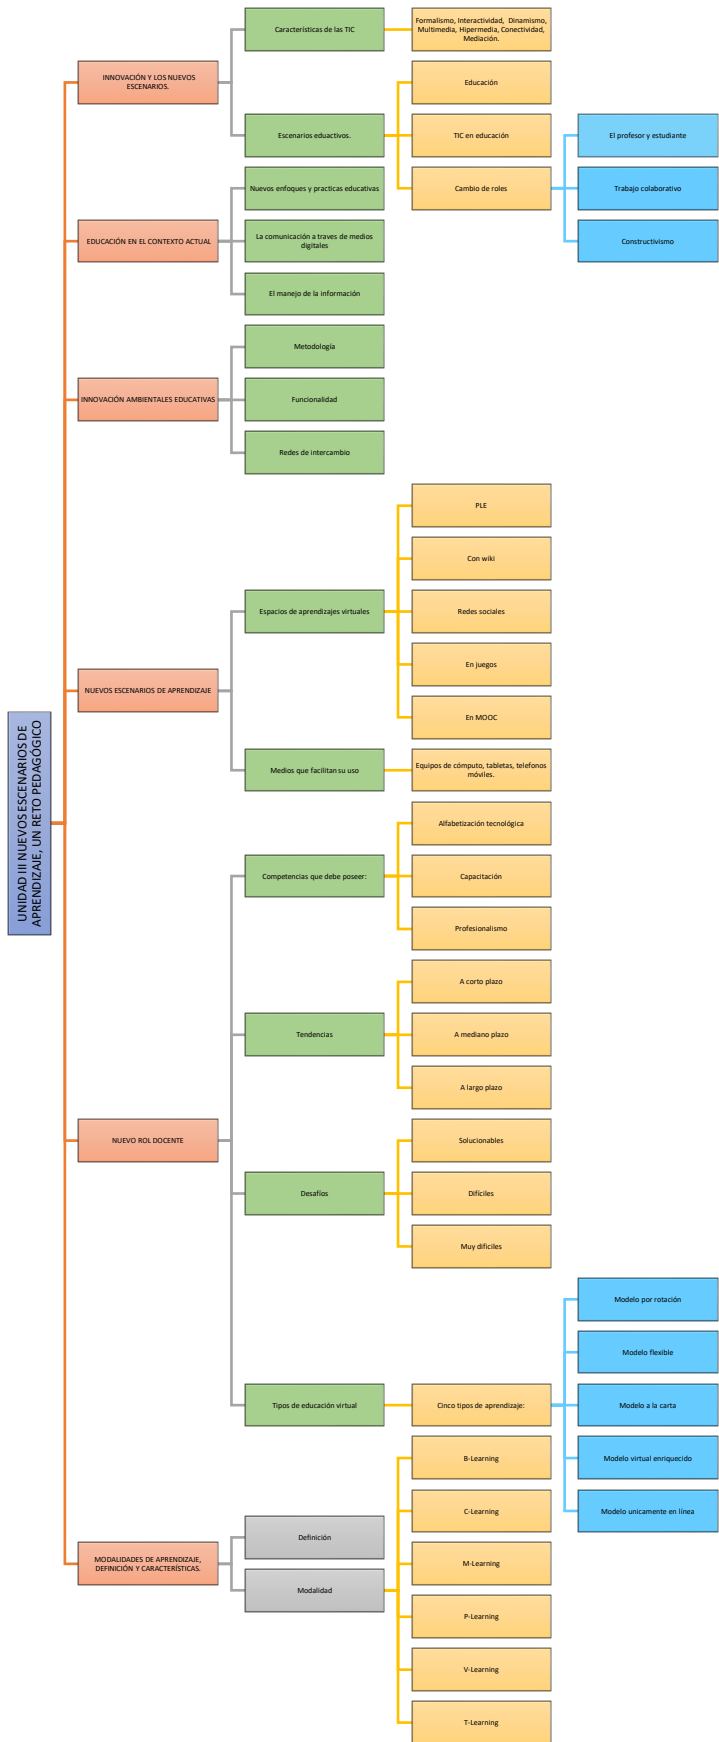 UNIDAD III NUEVOS ESCENARIOS DE
APRENDIZAJE, UN RETO PEDAGÓGICO
INNOVACIÓN Y LOS NUEVOS
ESCENARIOS.
Características de las TIC
Formalismo, Interactividad, Dinamismo,
Multimedia, Hipermedia, Conectividad,
Mediación.
Escenarios eduactivos.
Educación
TIC en educación
Cambio de roles
El profesor y estudiante
Trabajo colaborativo
Constructivismo
EDUCACIÓN EN EL CONTEXTO ACTUAL
Nuevos enfoques y practicas educativas
La comunicación a traves de medios
digitales
El manejo de la información
INNOVACIÓN AMBIENTALES EDUCATIVAS
Metodología
Funcionalidad
Redes de intercambio
NUEVOS ESCENARIOS DE APRENDIZAJE
Espacios de aprendizajes virtuales
PLE
Con wiki
Redes sociales
En juegos
En MOOC
Medios que facilitan su uso
Equipos de cómputo, tabletas, telefonos
móviles.
NUEVO ROL DOCENTE
Competencias que debe poseer:
Alfabetización tecnológica
Capacitación
Profesionalismo
Tendencias
A corto plazo
A mediano plazo
A largo plazo
Desafíos
Solucionables
Difíciles
Muy dificiles
Tipos de educación virtual
Cinco tipos de aprendizaje:
Modelo por rotación
Modelo flexible
Modelo a la carta
Modelo virtual enriquecido
Modelo unicamente en línea
MODALIDADES DE APRENDIZAJE,
DEFINICIÓN Y CARACTERÍSTICAS.
Definición
Modalidad
B-Learning
C-Learning
M-Learning
P-Learning
V-Learning
T-Learning